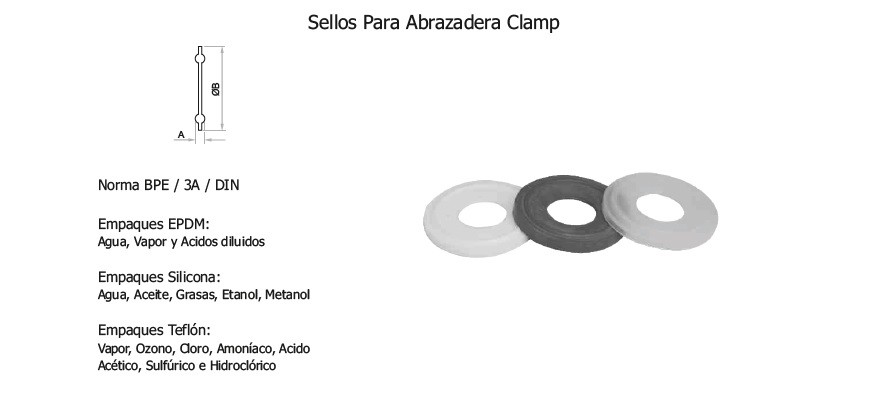 Sellos Para Abrazadera Clamp
ØB
A
Norma BPE / 3A / DIN
Empaques EPDM:
Agua, Vapor y Acidos diluidos
Empaques Silicona:
Agua, Aceite, Grasas, Etanol, Metanol
Empaques Teflón:
Vapor, Ozono, Cloro, Amoníaco, Acido
Acético, Sulfúrico e Hidroclórico